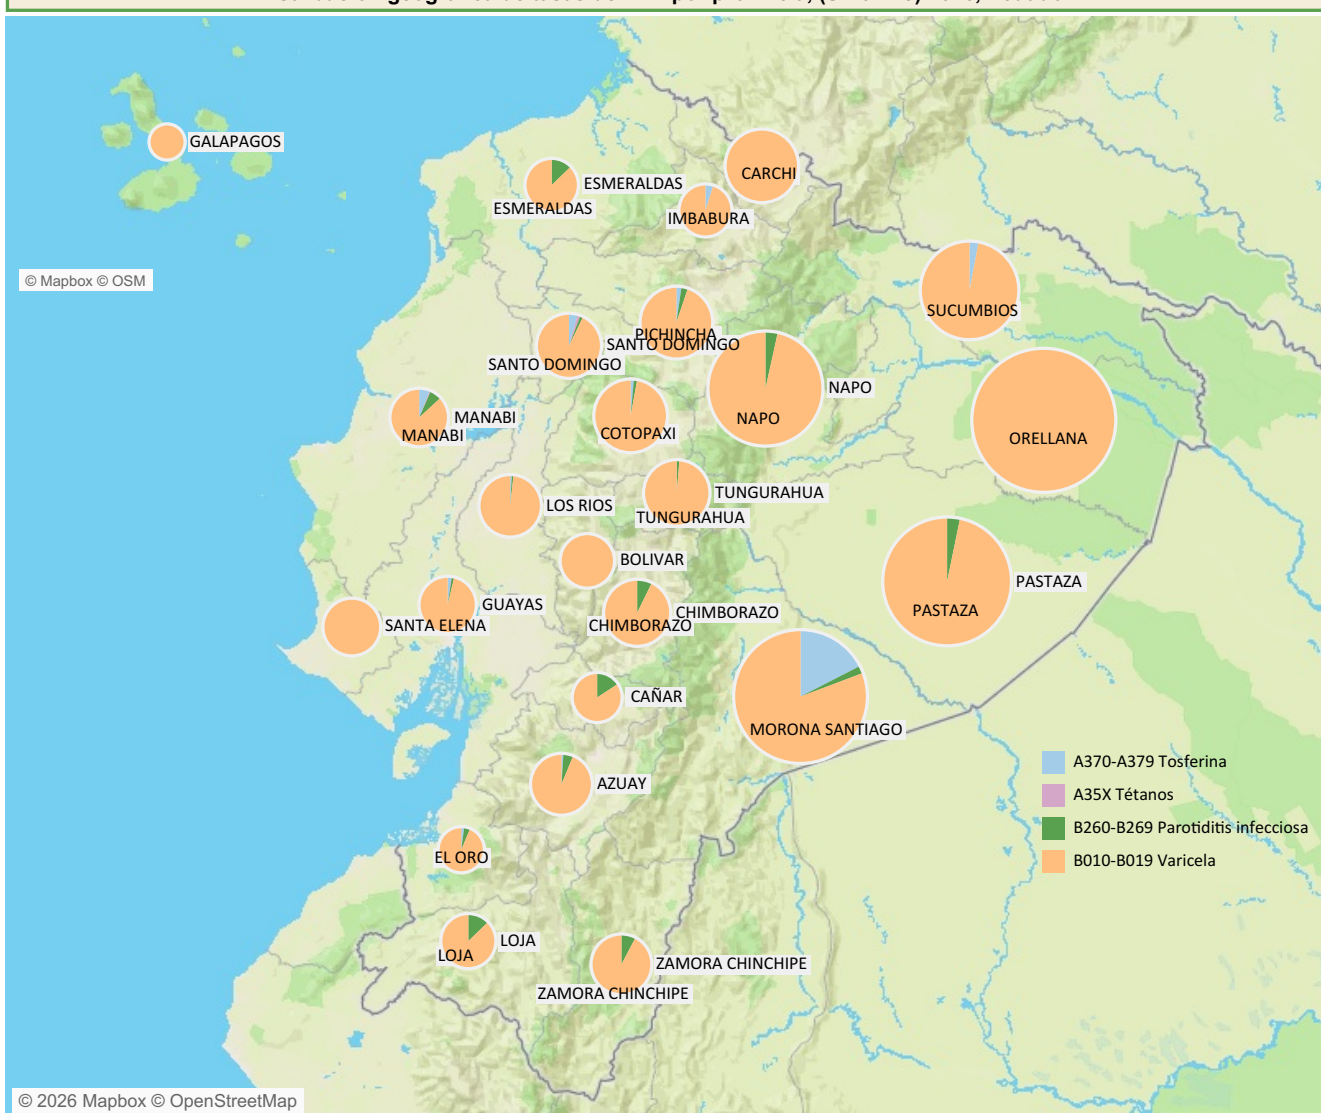 GALAPAGOS
© Mapbox © OSM
CARCHI
ESMERALDAS
ESMERALDAS
IMBABURA
SUCUMBIOS
PICHINCHA
SANTO DOMINGO
SANTO DOMINGO
NAPO
NAPO
MANABI
MANABI
COTOPAXI
ORELLANA
TUNGURAHUA
TUNGURAHUA
LOS RIOS
BOLIVAR
PASTAZA
PASTAZA
GUAYAS
SANTA ELENA
CHIMBORAZO
CHIMBORAZO
CAÑAR
MORONA SANTIAGO
AZUAY
A370-A379 Tosferina
A35X Tétanos
B260-B269 Parotiditis infecciosa
B010-B019 Varicela
EL ORO
LOJA
LOJA
ZAMORA CHINCHIPE
ZAMORA CHINCHIPE
© 2026 Mapbox © OpenStreetMap